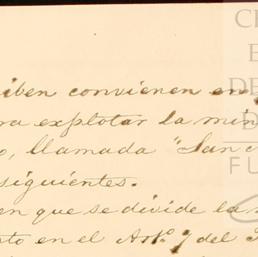 iben convienen en
ra explotar la min
o, llamada "San
siguientes.
en que se divide la
to en el Art.º 7 del